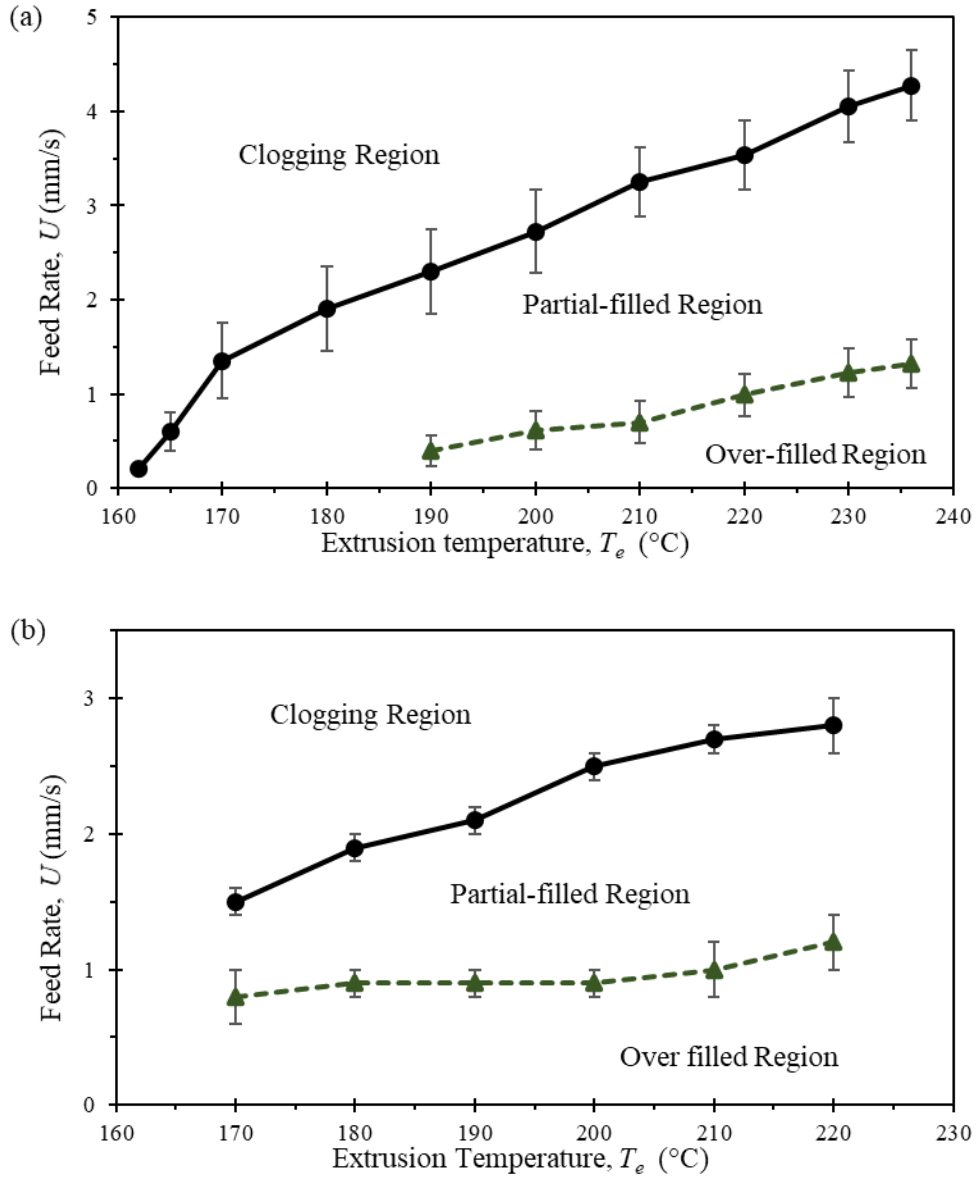 (a)
5
4
3
2
1
0
Feed Rate, U (mm/s)
Clogging Region
Partial-filled Region
Over-filled Region
160 170 180 190 200 210 220 230 240
Extrusion temperature, Te (°C)
(b)
3
2
1
0
Feed Rate, U (mm/s)
Clogging Region
Partial-filled Region
Over filled Region
160 170 180 190 200 210 220 230
Extrusion Temperature, Te (°C)